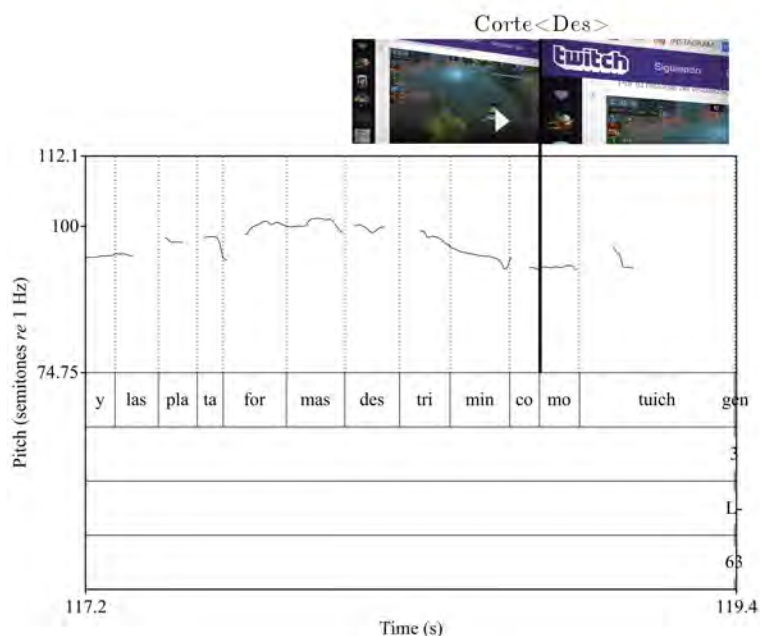 Corte<Des>
INSTAGRAM
twitch
Siguiendo
112.1
100
74.75
Pitch (semitones re 1 Hz)
y las pla ta for mas des tri min co mo tuich gen
3
L-
63
117.2 119.4
Time (s)